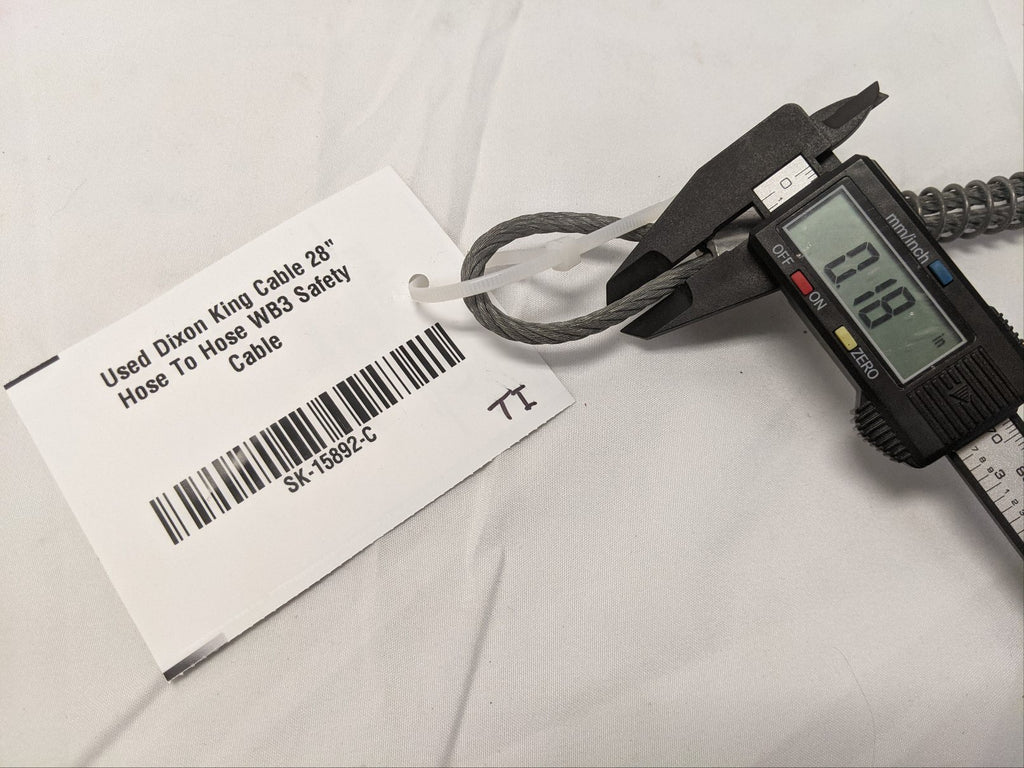 Used Dixon King Cable 28"
Hose To Hose WB3 Safety
Cable
SK-15892-C
TI
0
mm/inch
OFF
ON
ZERO
0.18
in